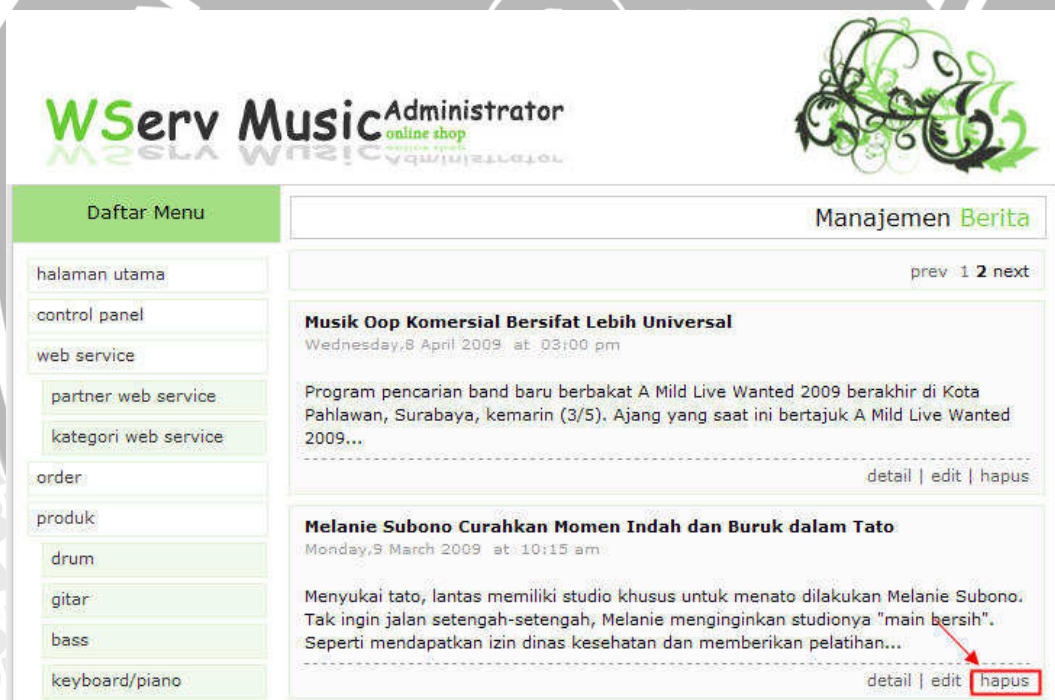 WServ Music Administrator
online shop
Daftar Menu
Manajemen Berita
halaman utama
control panel
web service
partner web service
kategori web service
order
produk
drum
gitar
bass
keyboard/piano
prev 1 2 next
Musik Oop Komersial Bersifat Lebih Universal
Wednesday,8 April 2009 at 03:00 pm
Program pencarian band baru berbakat A Mild Live Wanted 2009 berakhir di Kota
Pahlawan, Surabaya, kemarin (3/5). Ajang yang saat ini bertajuk A Mild Live Wanted
2009...
detail | edit | hapus
Melanie Subono Curahkan Momen Indah dan Buruk dalam Tato
Monday,9 March 2009 at 10:15 am
Menyukai tato, lantas memiliki studio khusus untuk menato dilakukan Melanie Subono.
Tak ingin jalan setengah-setengah, Melanie menginginkan studionya "main bersih".
Seperti mendapatkan izin dinas kesehatan dan memberikan pelatihan...
detail | edit | hapus